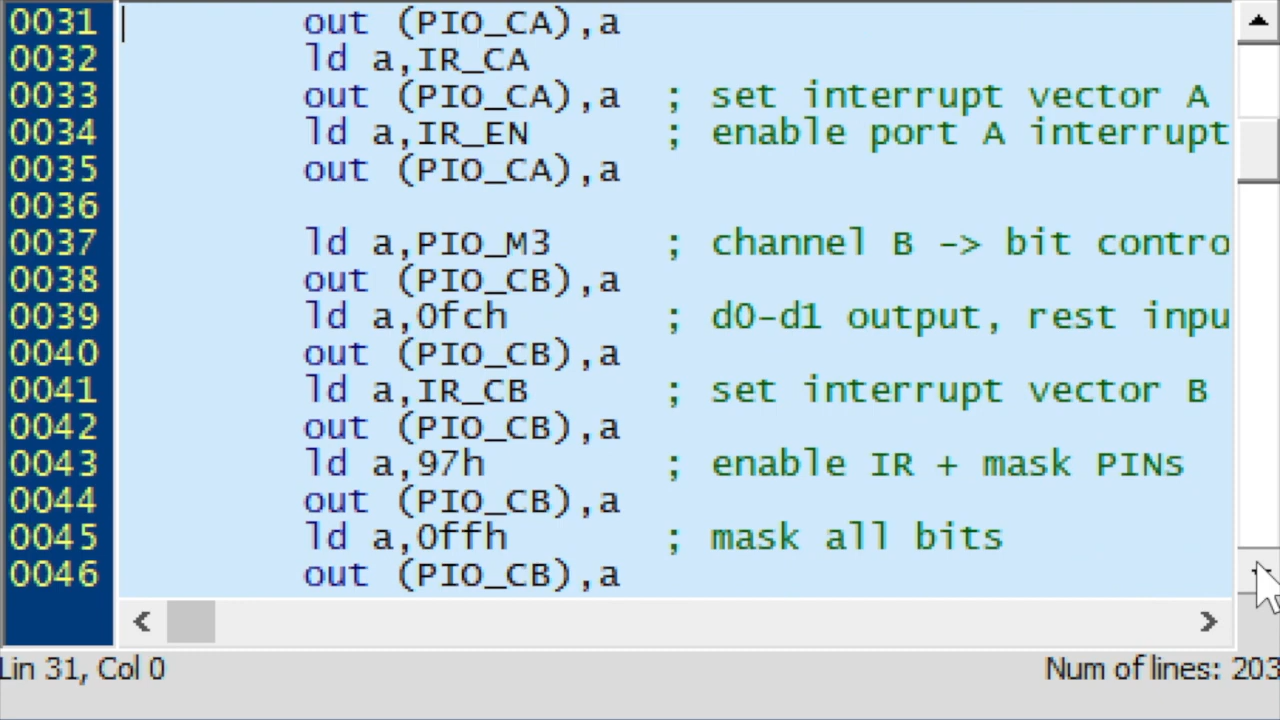 0031 out (PIO_CA),a
0032 ld a,IR_CA
0033 out (PIO_CA),a ; set interrupt vector A
0034 ld a,IR_EN ; enable port A interrupt
0035 out (PIO_CA),a
0036
0037 ld a,PIO_M3 ; channel B -> bit contro
0038 out (PIO_CB),a
0039 ld a,0fch ; d0-d1 output, rest inpu
0040 out (PIO_CB),a
0041 ld a,IR_CB ; set interrupt vector B
0042 out (PIO_CB),a
0043 ld a,97h ; enable IR + mask PINs
0044 out (PIO_CB),a
0045 ld a,0ffh ; mask all bits
0046 out (PIO_CB),a
Lin 31, Col 0 Num of lines: 203